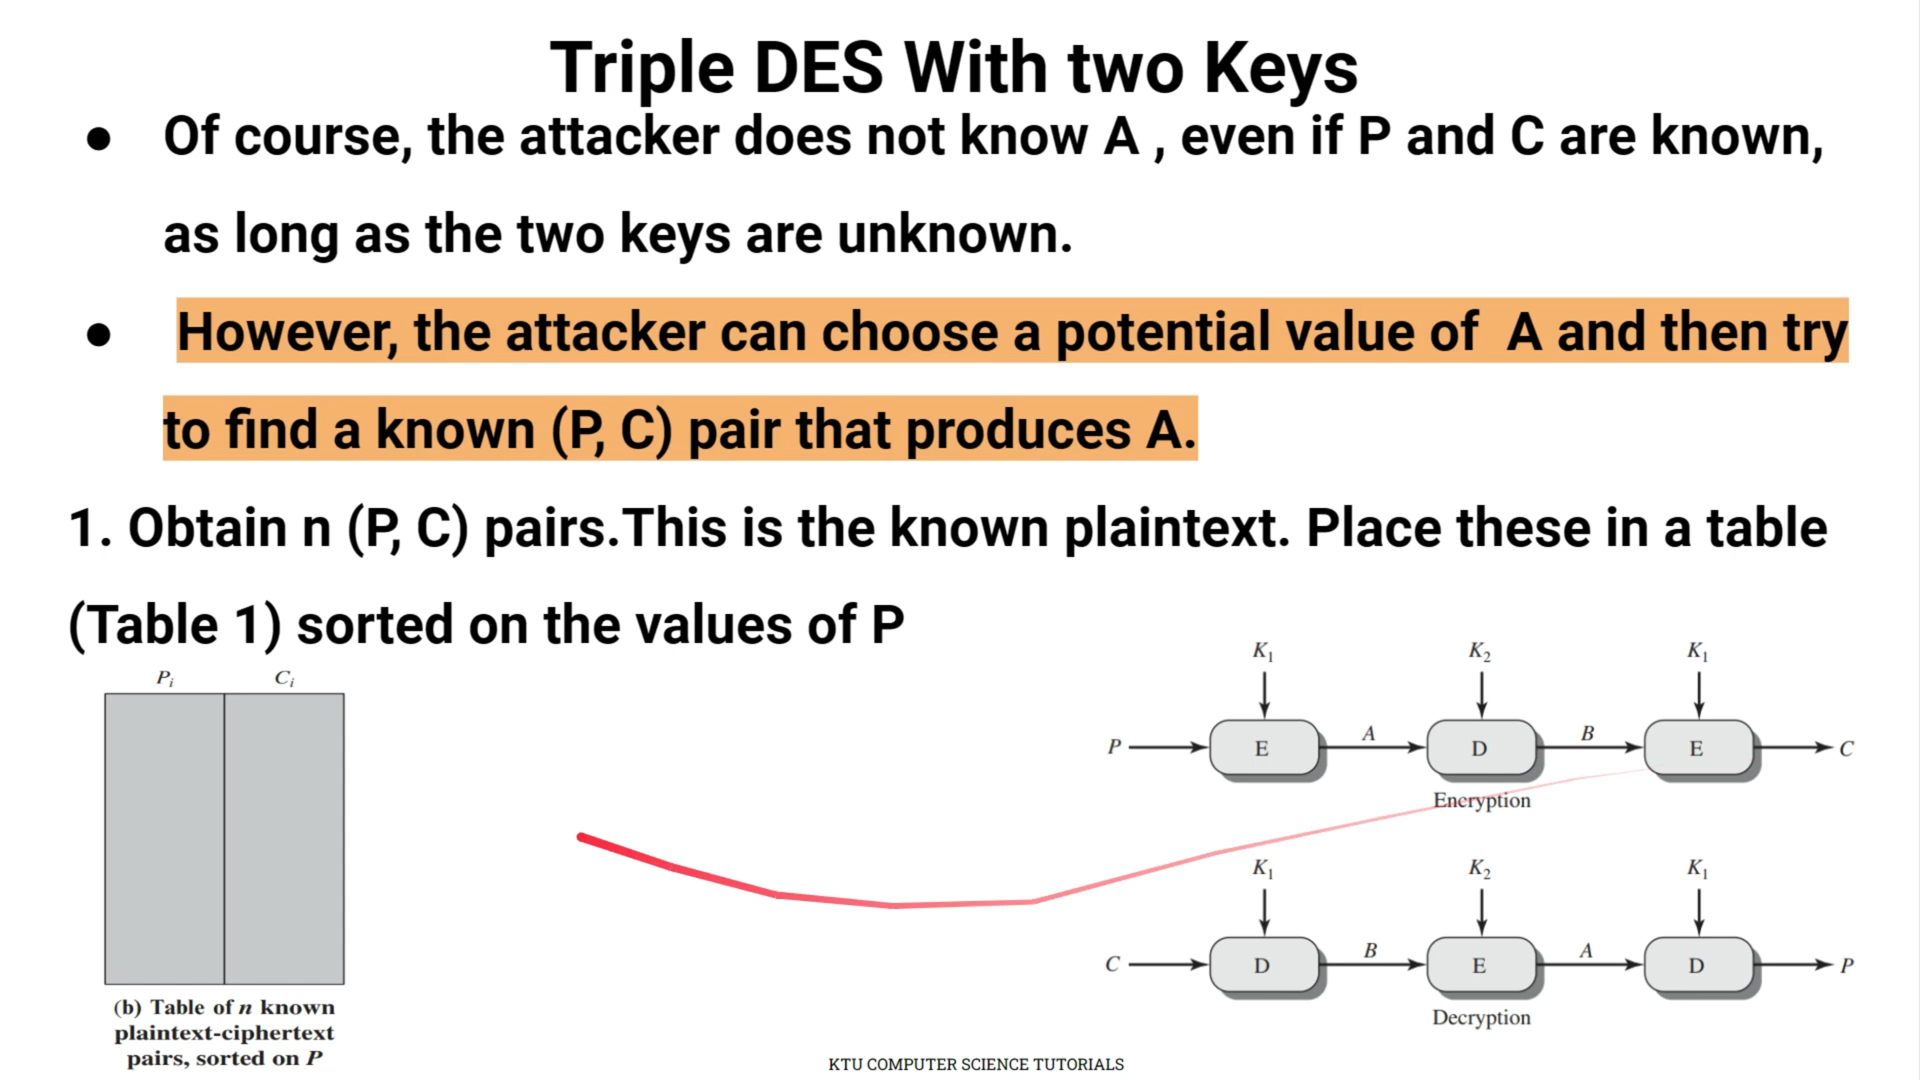 Triple DES With two Keys
● Of course, the attacker does not know A , even if P and C are known,
as long as the two keys are unknown.
● However, the attacker can choose a potential value of A and then try
to find a known (P, C) pair that produces A.
1. Obtain n (P, C) pairs.This is the known plaintext. Place these in a table
(Table 1) sorted on the values of P
Pi Ci
(b) Table of n known
plaintext-ciphertext
pairs, sorted on P
K1 K2 K1
P E A D B E C
Encryption
K1 K2 K1
C D B E A D P
Decryption
KTU COMPUTER SCIENCE TUTORIALS